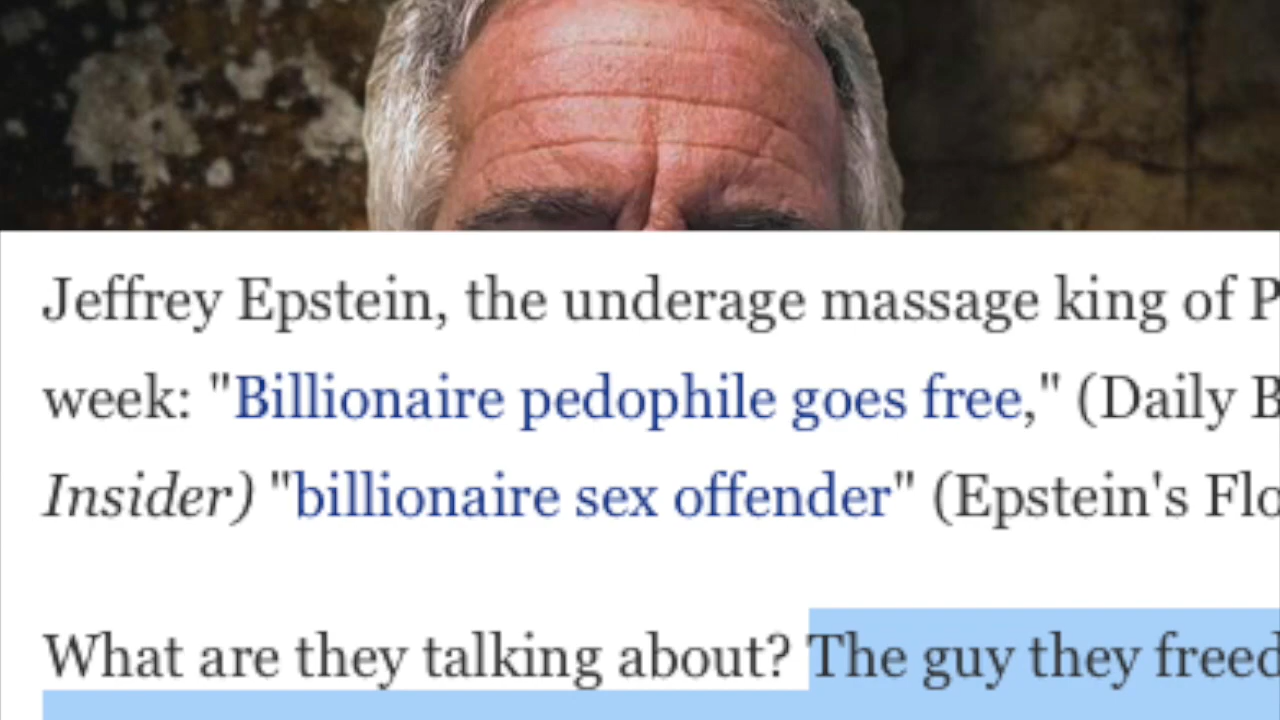 Jeffrey Epstein, the underage massage king of P
week: "Billionaire pedophile goes free," (Daily B
Insider) "billionaire sex offender" (Epstein's Flo
What are they talking about? The guy they freed